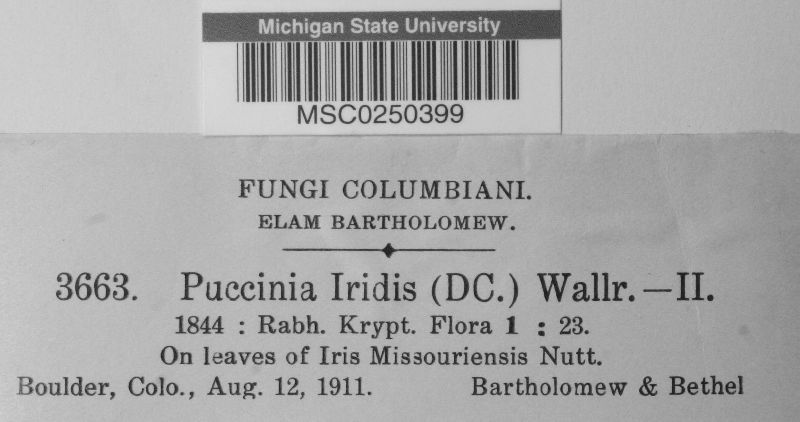 Michigan State University
MSC0250399
FUNGI COLUMBIANI.
ELAM BARTHOLOMEW.
3663. Puccinia Iridis (DC.) Wallr.—II.
1844 : Rabh. Krypt. Flora 1 : 23.
On leaves of Iris Missouriensis Nutt.
Boulder, Colo., Aug. 12, 1911. Bartholomew & Bethel